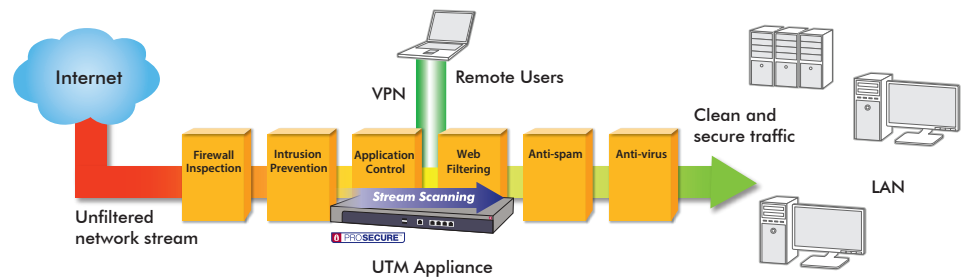 Internet
VPN
Remote Users
Clean and
secure traffic
Firewall
Inspection
Intrusion
Prevention
Application
Control
Web
Filtering
Anti-spam
Anti-virus
Stream Scanning
LAN
Unfiltered
network stream
PROSECURE™
UTM Appliance